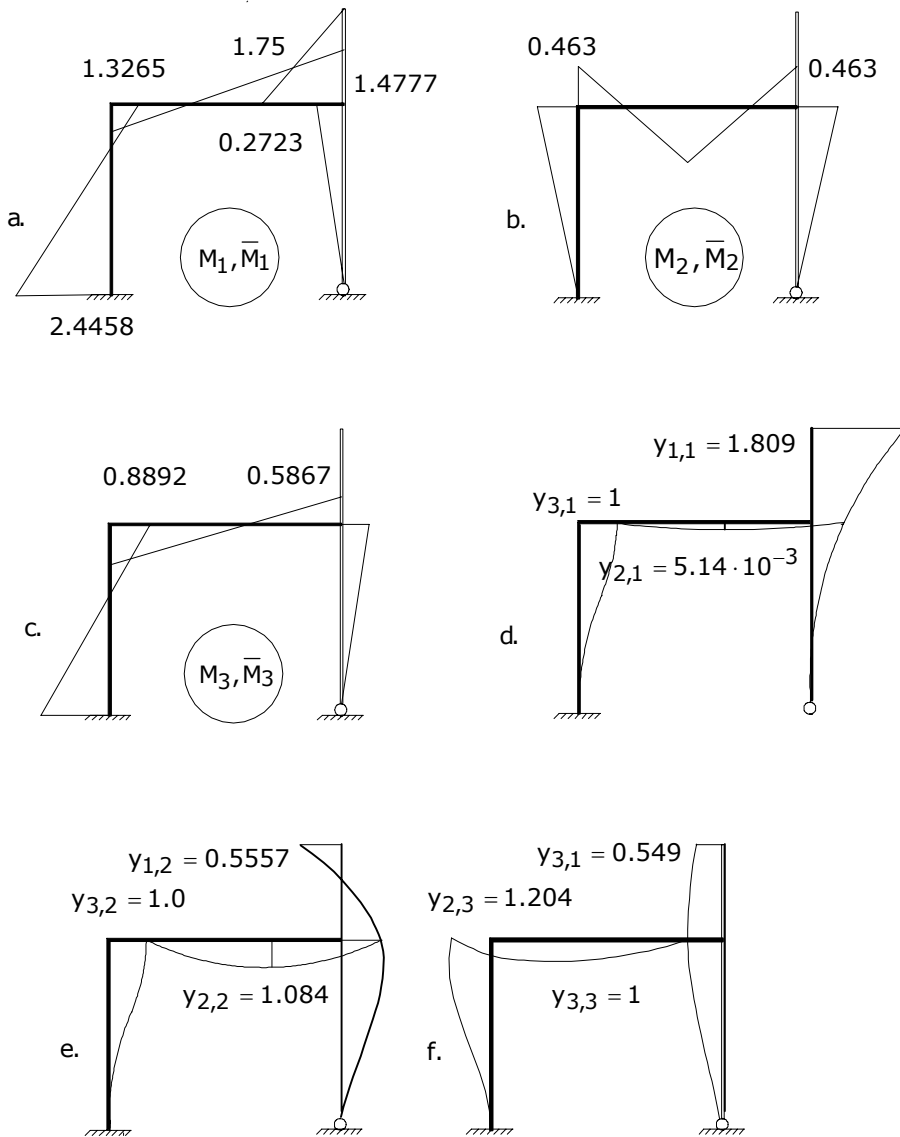 1.75
1.3265
1.4777
0.2723
a.
M₁, M̅₁
2.4458
0.463
0.463
b.
M₂, M̅₂
0.8892
0.5867
c.
M₃, M̅₃
y₁,₁ = 1.809
y₃,₁ = 1
y₂,₁ = 5.14 · 10⁻³
d.
y₁,₂ = 0.5557
y₃,₂ = 1.0
y₂,₂ = 1.084
e.
y₃,₁ = 0.549
y₂,₃ = 1.204
y₃,₃ = 1
f.